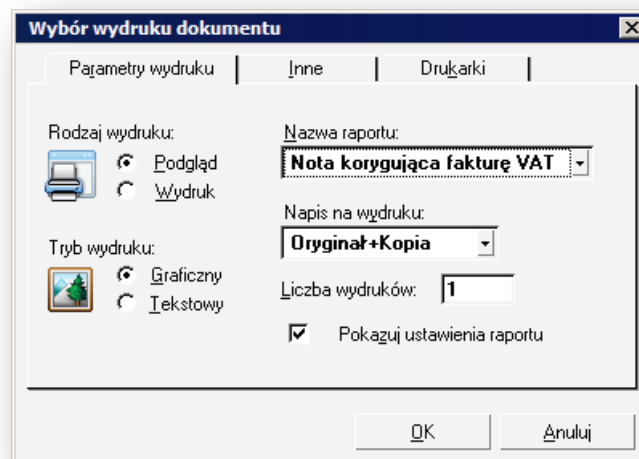 Wybór wydruku dokumentu
Parametry wydruku Inne Drukarki
Rodzaj wydruku:
Podgląd
Wydruk
Tryb wydruku:
Graficzny
Tekstowy
Nazwa raportu:
Nota korygująca fakturę VAT
Napis na wydruku:
Oryginał+Kopia
Liczba wydruków: 1
Pokazuj ustawienia raportu
OK Anuluj